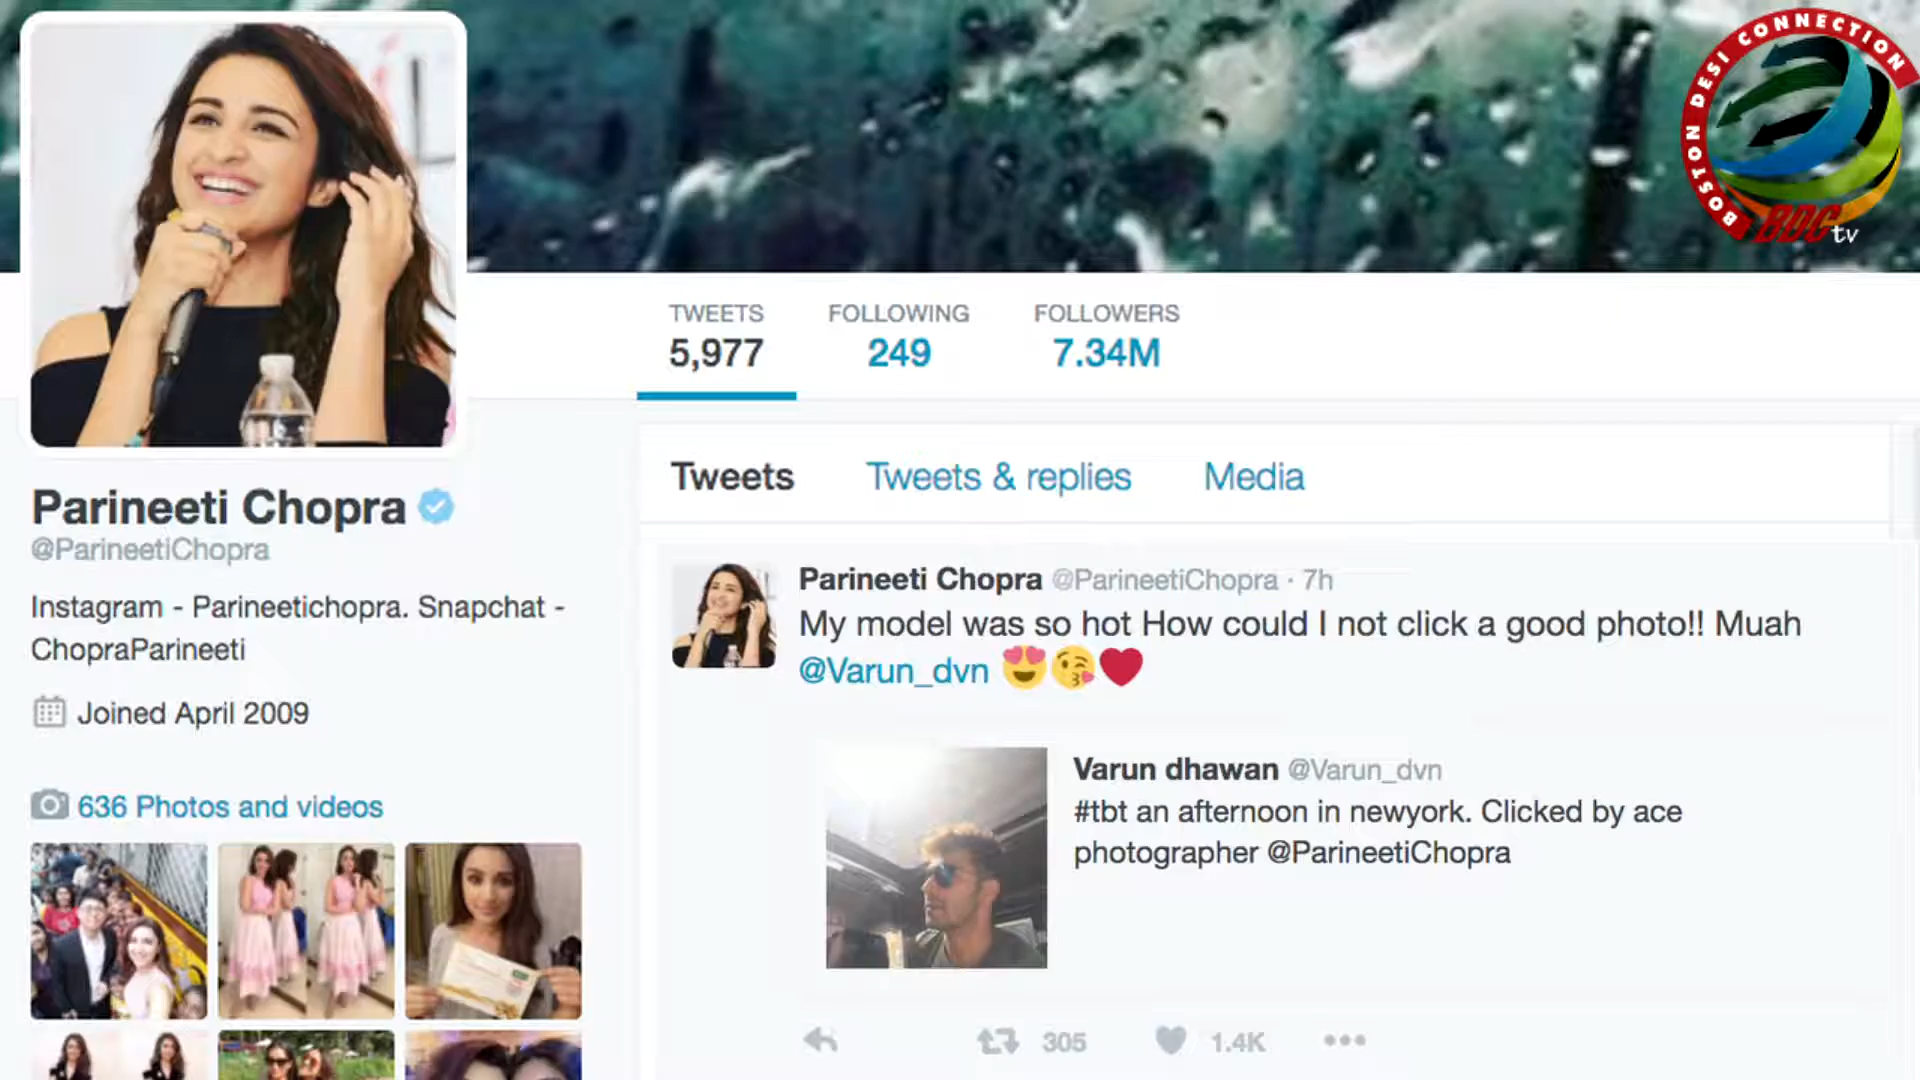 BOSTON DESI CONNECTION
BDC tv
TWEETS
5,977
FOLLOWING
249
FOLLOWERS
7.34M
Parineeti Chopra
@ParineetiChopra
Instagram - Parineetichopra. Snapchat -
ChopraParineeti
Joined April 2009
636 Photos and videos
Tweets
Tweets & replies
Media
Parineeti Chopra @ParineetiChopra · 7h
My model was so hot How could I not click a good photo!! Muah
@Varun_dvn 😍😘❤
Varun dhawan @Varun_dvn
#tbt an afternoon in newyork. Clicked by ace
photographer @ParineetiChopra
305
1.4K